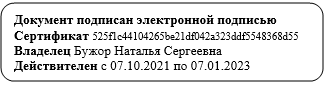 Документ подписан электронной подписью
Сертификат 525f1c44104265be21df042a323ddf5548368d55
Владелец Бужор Наталья Сергеевна
Действителен с 07.10.2021 по 07.01.2023